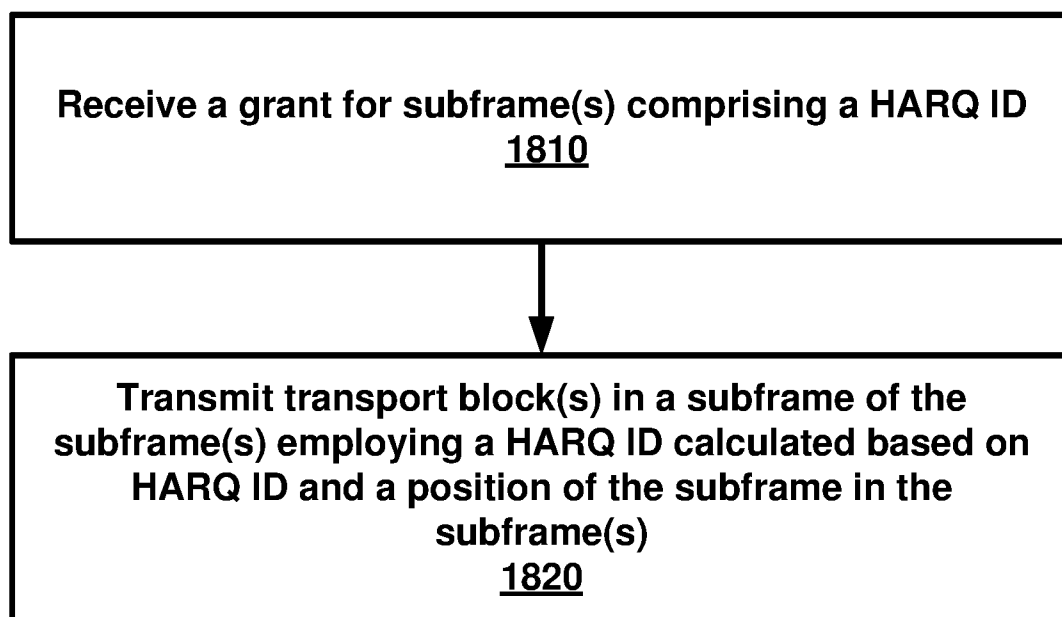 Receive a grant for subframe(s) comprising a HARQ ID
1810
Transmit transport block(s) in a subframe of the
subframe(s) employing a HARQ ID calculated based on
HARQ ID and a position of the subframe in the
subframe(s)
1820